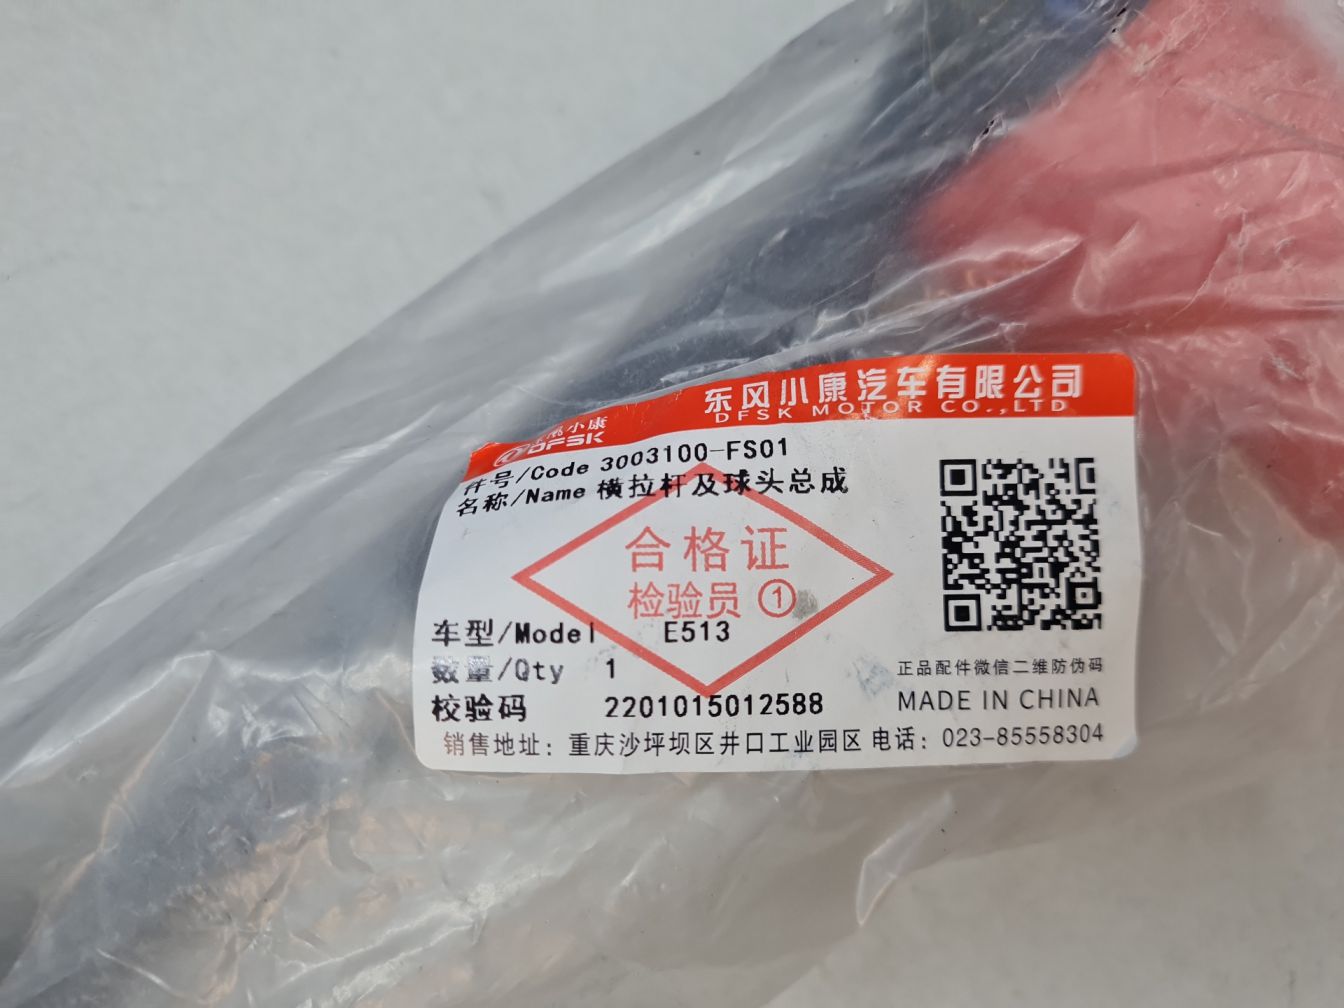 东风小康汽车有限公司
DFSK MOTOR CO.,LTD
小康
DFSK
件号/Code 3003100-FS01
名称/Name 横拉杆及球头总成
合格证
检验员 ①
车型/Model E513
数量/Qty 1
校验码 2201015012588
正品配件微信二维防伪码
MADE IN CHINA
销售地址：重庆沙坪坝区井口工业园区 电话：023-85558304